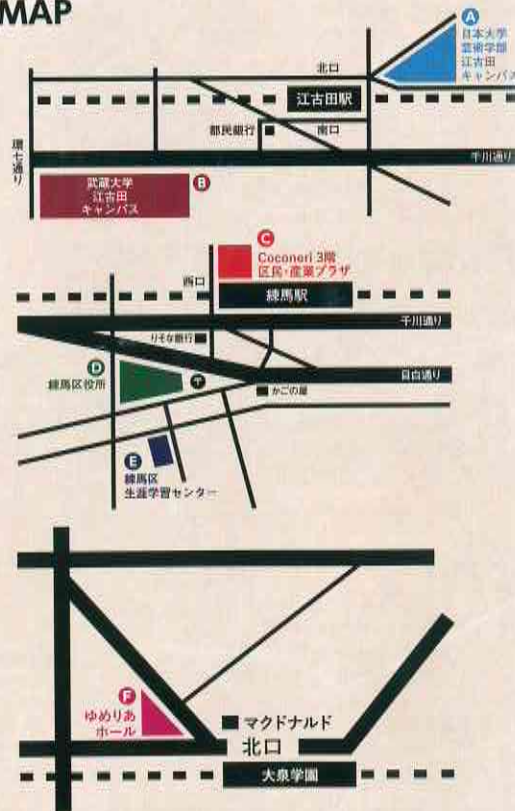 MAP
A
日本大学
芸術学部
江古田
キャンパス
北口
江古田駅
都民銀行
南口
環七通り
千川通り
武蔵大学
江古田
キャンパス
B
C
Coconeri 3階
区民・産業プラザ
西口
練馬駅
千川通り
りそな銀行
D
練馬区役所
〒
目白通り
かごの屋
E
練馬区
生涯学習センター
F
ゆめりあ
ホール
マクドナルド
北口
大泉学園